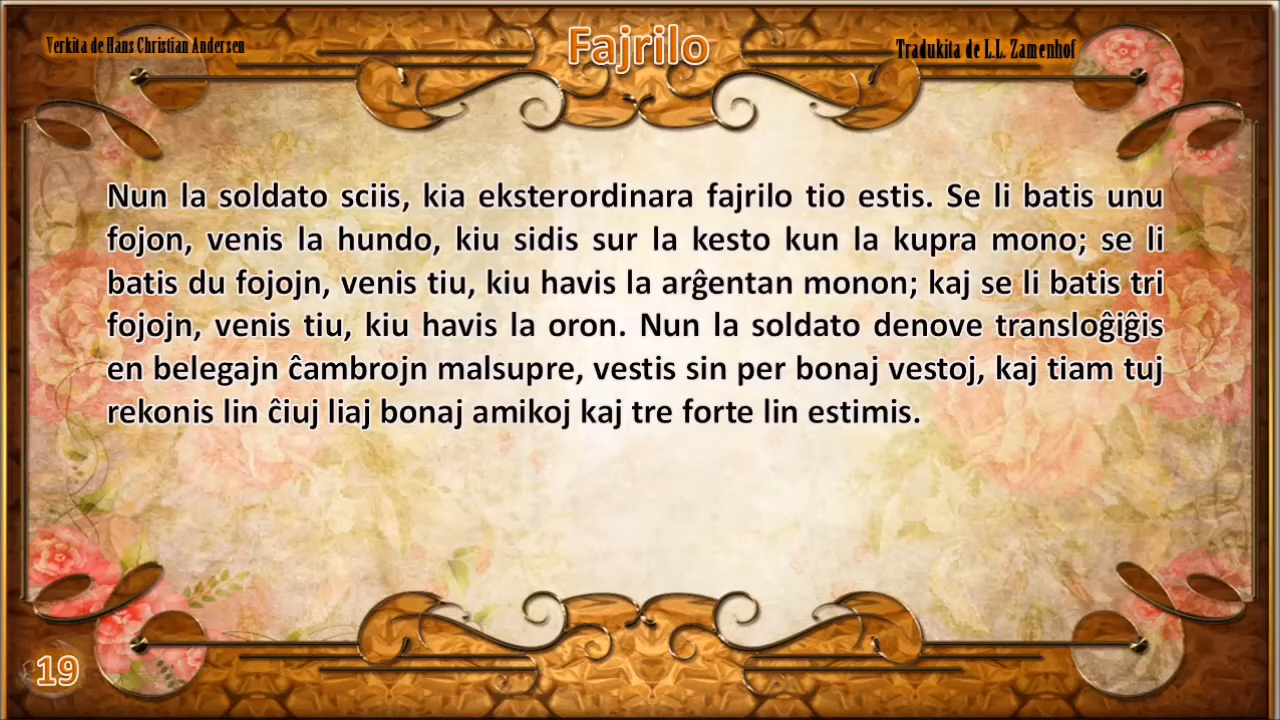 Verkita de Hans Christian Andersen
Fajrilo
Tradukita de L.L. Zamenhof
Nun la soldato sciis, kia eksterordinara fajrilo tio estis. Se li batis unu
fojon, venis la hundo, kiu sidis sur la kesto kun la kupra mono; se li
batis du fojojn, venis tiu, kiu havis la arĝentan monon; kaj se li batis tri
fojojn, venis tiu, kiu havis la oron. Nun la soldato denove transloĝiĝis
en belegajn ĉambrojn malsupre, vestis sin per bonaj vestoj, kaj tiam tuj
rekonis lin ĉiuj liaj bonaj amikoj kaj tre forte lin estimis.
19